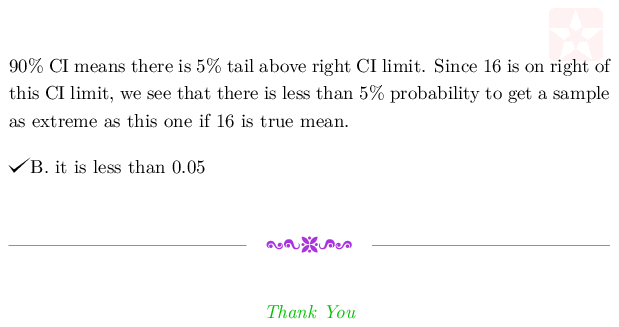 90% CI means there is 5% tail above right CI limit. Since 16 is on right of
this CI limit, we see that there is less than 5% probability to get a sample
as extreme as this one if 16 is true mean.
✓B. it is less than 0.05
Thank You